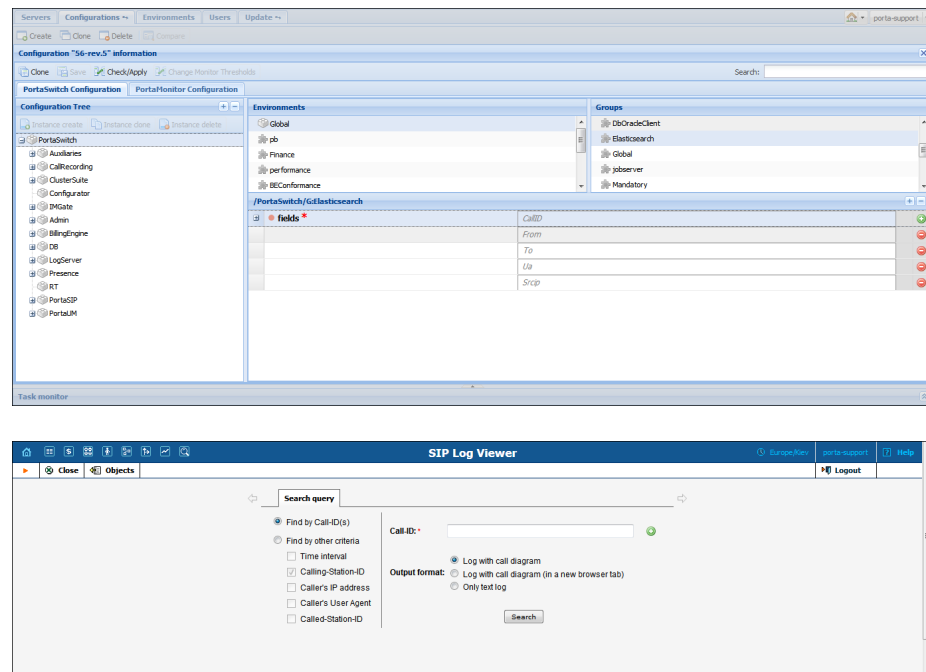 Servers Configurations Environments Users Update porta-support
Create Clone Delete Compare
Configuration "56-rev.5" information
Clone Save Check/Apply Change Monitor Thresholds Search:
PortaSwitch Configuration PortaMonitor Configuration
Configuration Tree Environments Groups
Instance create Instance clone Instance delete Global DbOracleClient
PortaSwitch pb Elasticsearch
Auxiliaries Finance Global
CallRecording performance jobserver
ClusterSuite BEConformance Mandatory
Configurator /PortaSwitch/G:Elasticsearch
IMGate fields * CallID
Admin From
BillingEngine To
DB Ua
LogServer Srcip
Presence
RT
PortaSIP
PortaUM
Task monitor
SIP Log Viewer Europe/Kiev porta-support Help
Close Objects Logout
Search query
Find by Call-ID(s) Call-ID: *
Find by other criteria
Time interval Log with call diagram
Calling-Station-ID Output format: Log with call diagram (in a new browser tab)
Caller's IP address Only text log
Caller's User Agent
Called-Station-ID Search